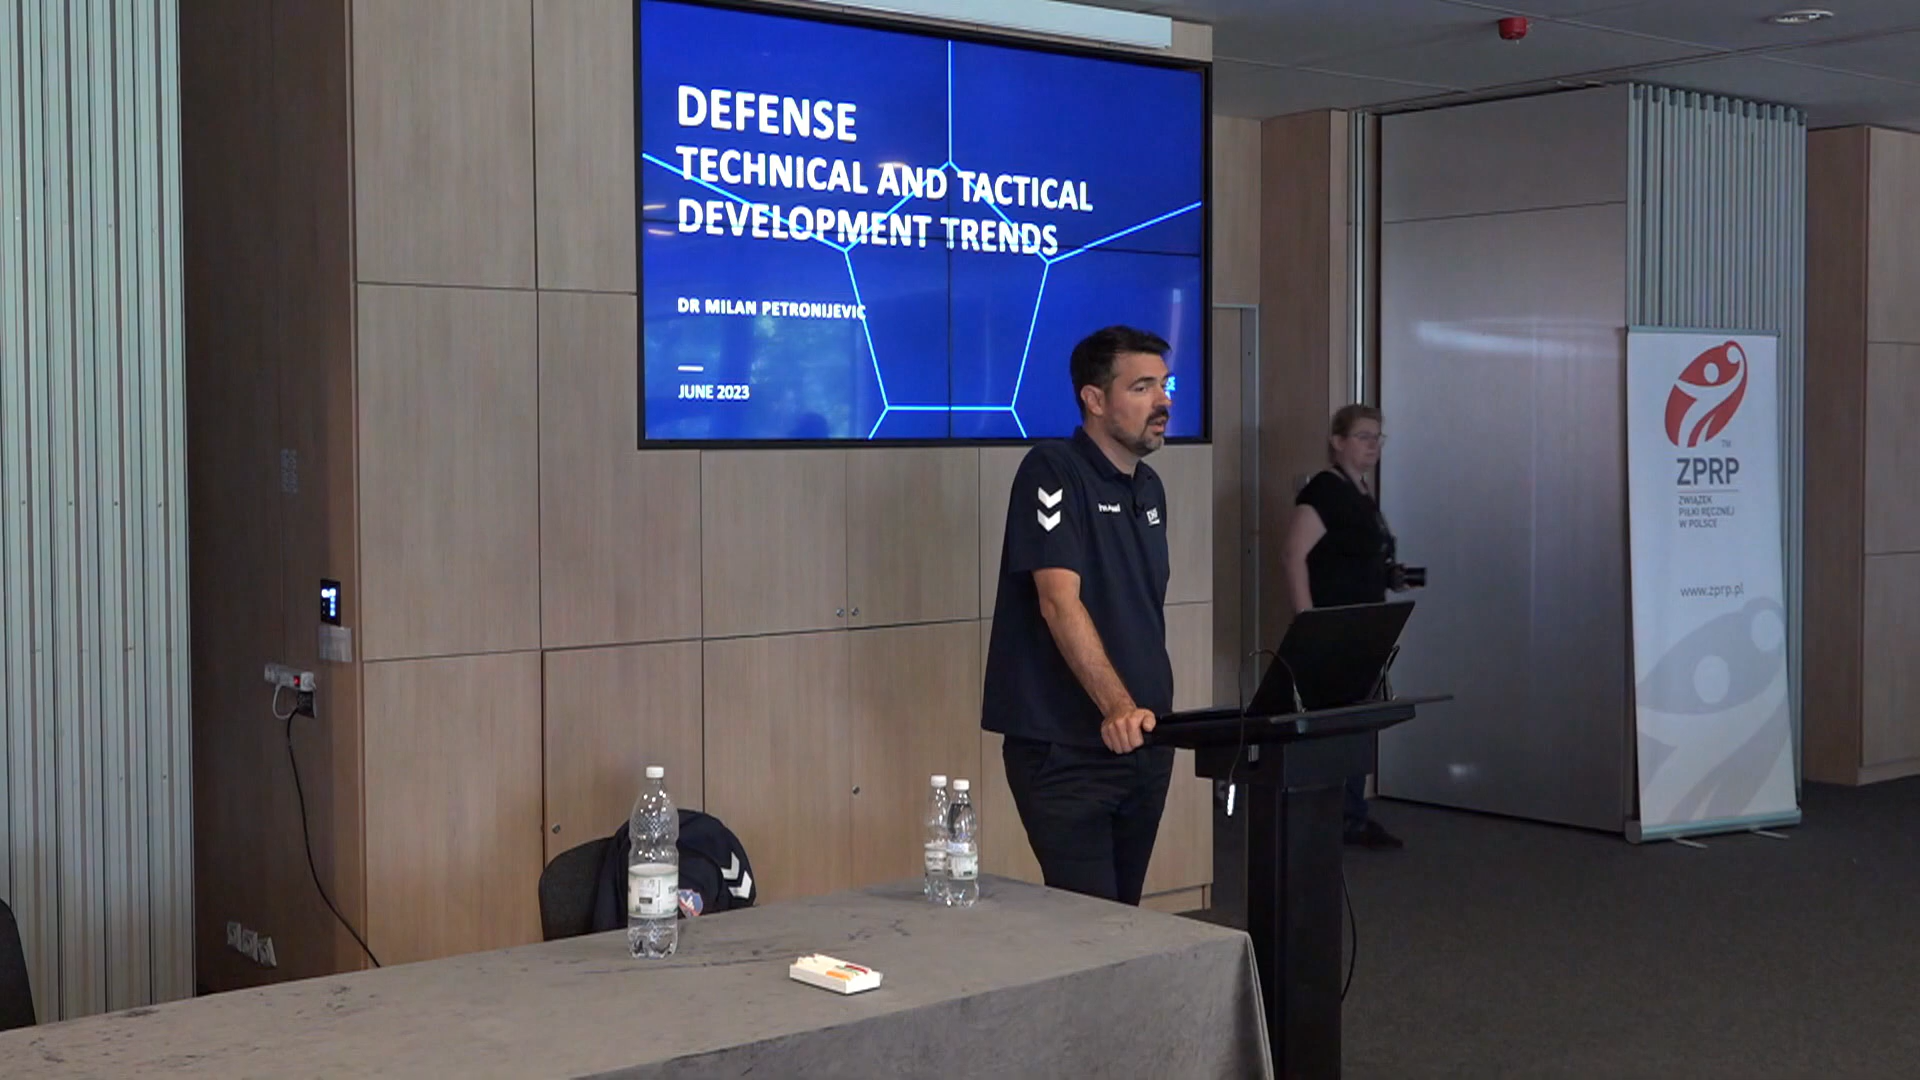 DEFENSE
TECHNICAL AND TACTICAL
DEVELOPMENT TRENDS
DR MILAN PETRONIJEVIC
JUNE 2023
TM
ZPRP
ZWIĄZEK
PIŁKI RĘCZNEJ
W POLSCE
www.zprp.pl